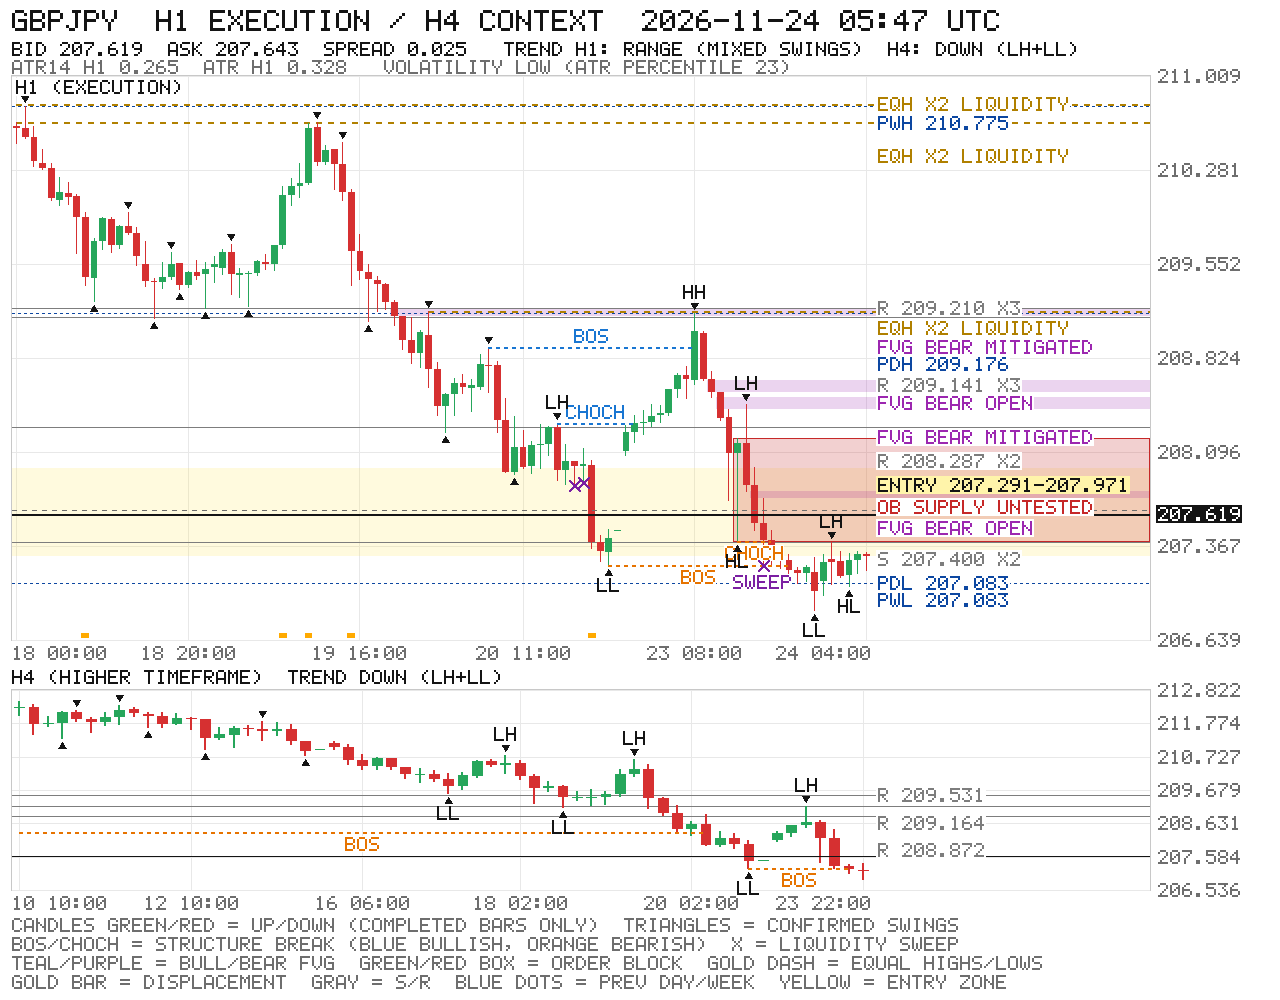 GBPJPY  H1 EXECUTION / H4 CONTEXT  2026-11-24 05:47 UTC
BID 207.619  ASK 207.643  SPREAD 0.025  TREND H1: RANGE (MIXED SWINGS)  H4: DOWN (LH+LL)
ATR14 H1 0.265  ATR H1 0.328  VOLATILITY LOW (ATR PERCENTILE 23)
H1 (EXECUTION)
211.009
EQH X2 LIQUIDITY
PWH 210.775
EQH X2 LIQUIDITY
210.281
209.552
HH
R 209.210 X3
EQH X2 LIQUIDITY
BOS
FVG BEAR MITIGATED
208.824
PDH 209.176
R 209.141 X3
LH
FVG BEAR OPEN
LH
CHOCH
FVG BEAR MITIGATED
208.096
R 208.287 X2
ENTRY 207.291-207.971
OB SUPPLY UNTESTED
207.619
LH
FVG BEAR OPEN
207.367
CHOCH
HL
S 207.400 X2
BOS
SWEEP
LL
PDL 207.083
PWL 207.083
HL
LL
206.639
18 00:00  18 20:00  19 16:00  20 11:00  23 08:00  24 04:00
H4 (HIGHER TIMEFRAME)  TREND DOWN (LH+LL)
212.822
211.774
LH
LH
210.727
209.679
LH
R 209.531
LL
LL
R 209.164
208.631
BOS
R 208.872
207.584
BOS
LL
206.536
10 10:00  12 10:00  16 06:00  18 02:00  20 02:00  23 22:00
CANDLES GREEN/RED = UP/DOWN (COMPLETED BARS ONLY)  TRIANGLES = CONFIRMED SWINGS
BOS/CHOCH = STRUCTURE BREAK (BLUE BULLISH, ORANGE BEARISH)  X = LIQUIDITY SWEEP
TEAL/PURPLE = BULL/BEAR FVG  GREEN/RED BOX = ORDER BLOCK  GOLD DASH = EQUAL HIGHS/LOWS
GOLD BAR = DISPLACEMENT  GRAY = S/R  BLUE DOTS = PREV DAY/WEEK  YELLOW = ENTRY ZONE